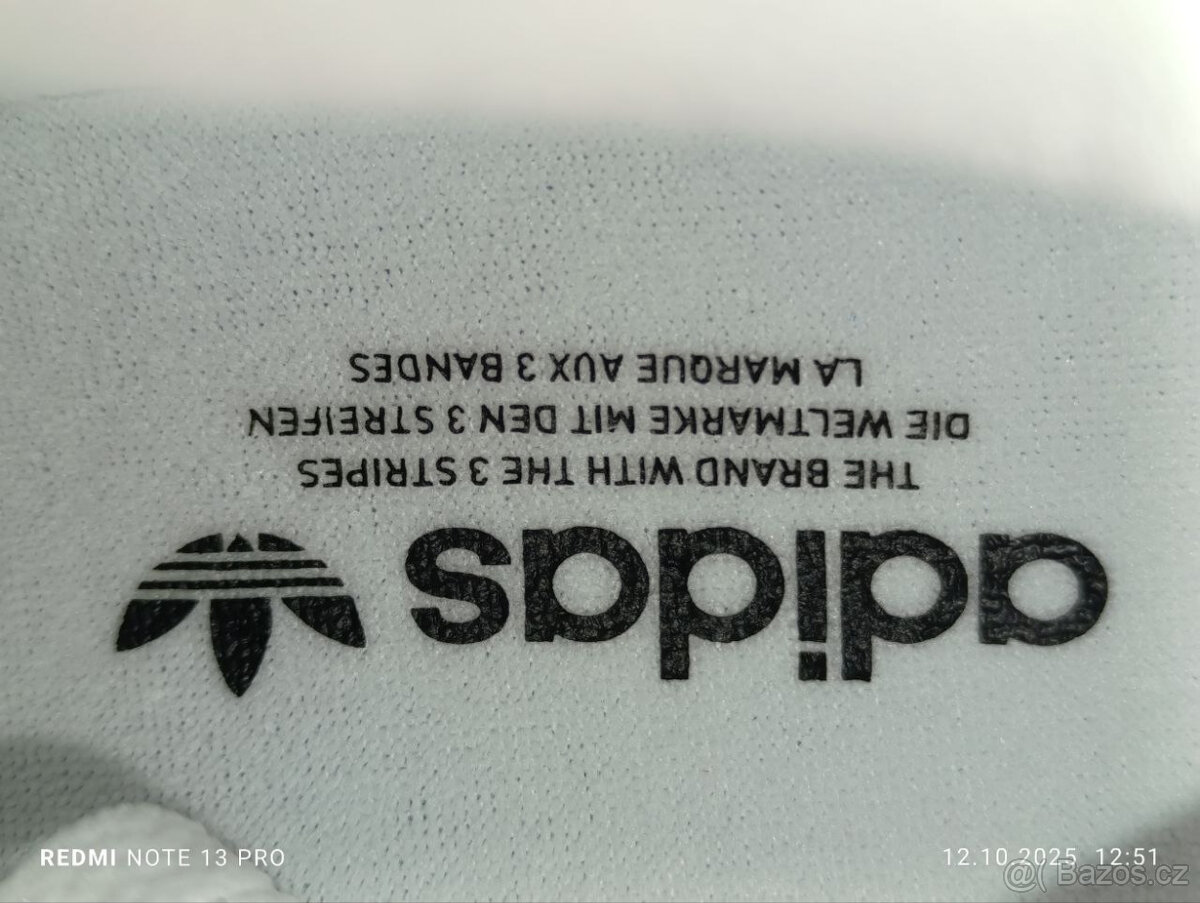 adidas
THE BRAND WITH THE 3 STRIPES
DIE WELTMARKE MIT DEN 3 STREIFEN
LA MARQUE AUX 3 BANDES
REDMI NOTE 13 PRO
12.10.2025 12:51
@( Bazos.cz